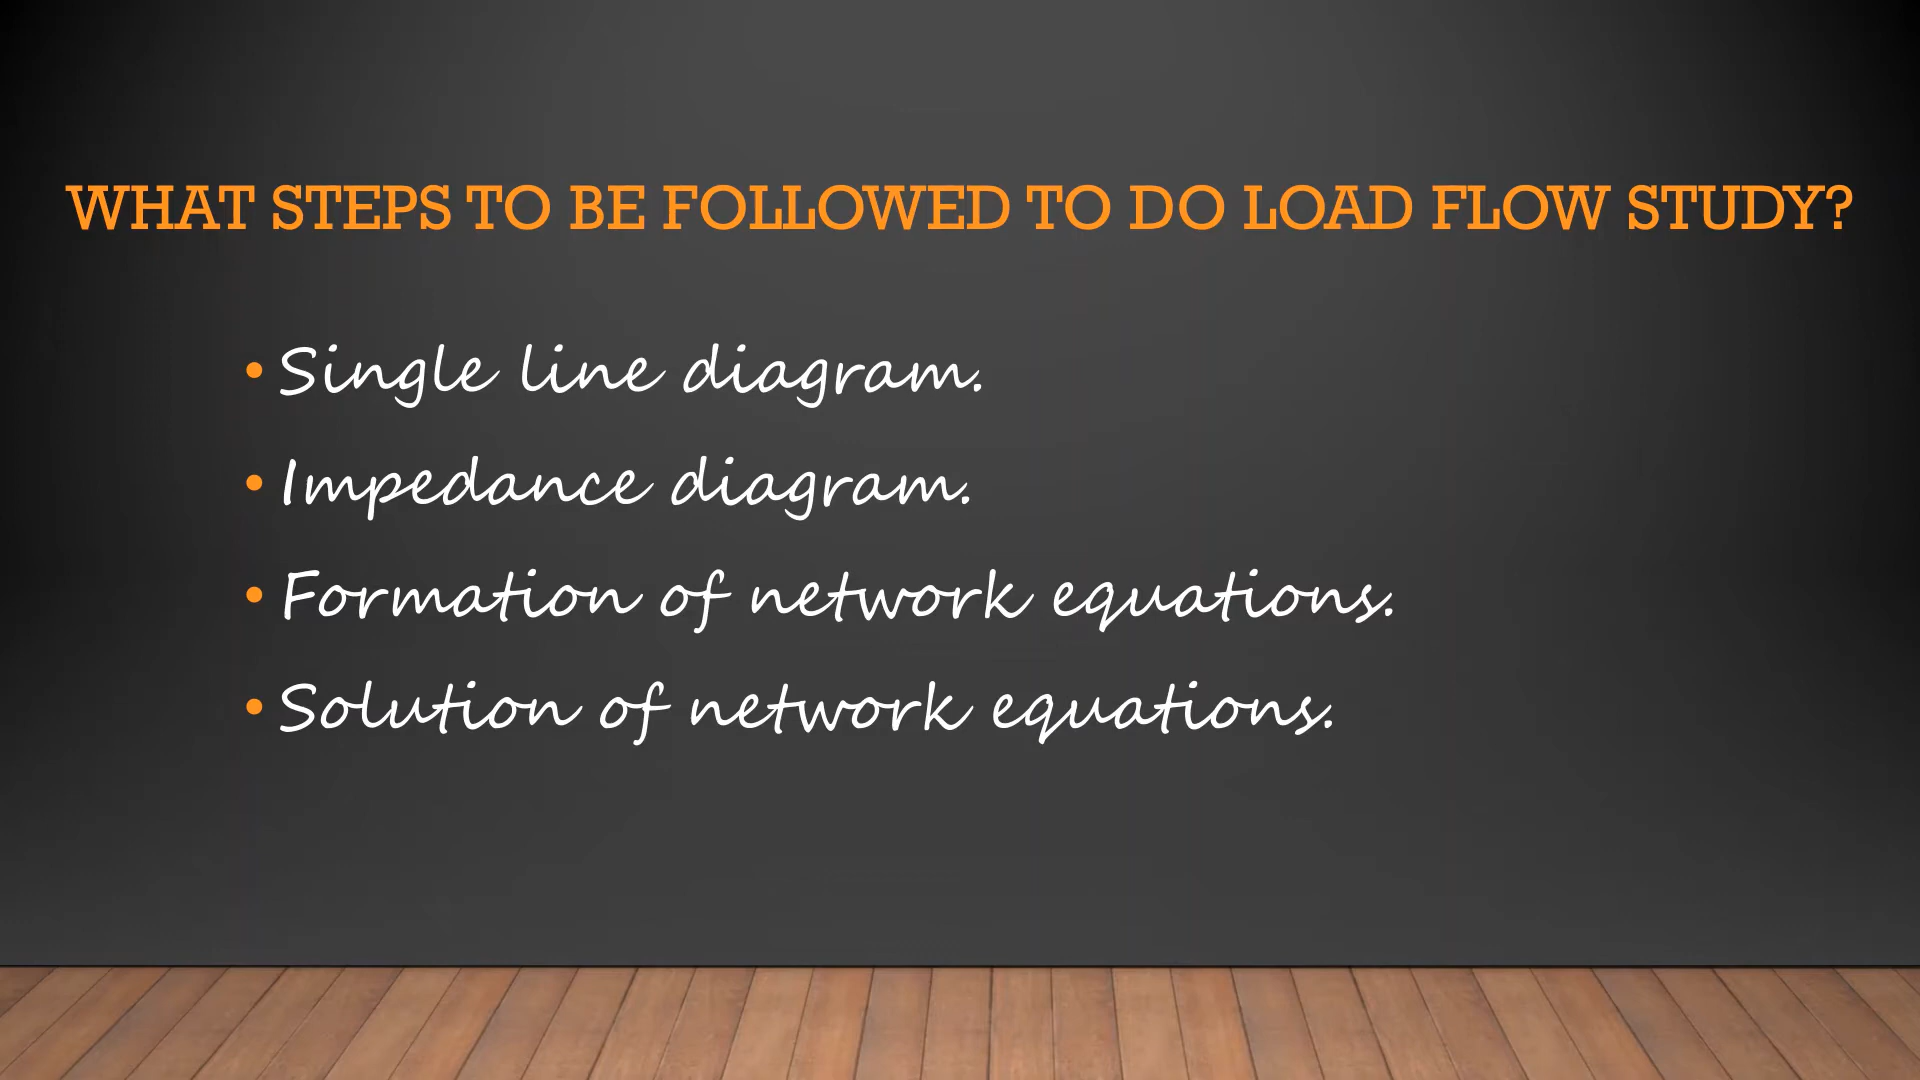 WHAT STEPS TO BE FOLLOWED TO DO LOAD FLOW STUDY?
• Single line diagram.
• Impedance diagram.
• Formation of network equations.
• Solution of network equations.